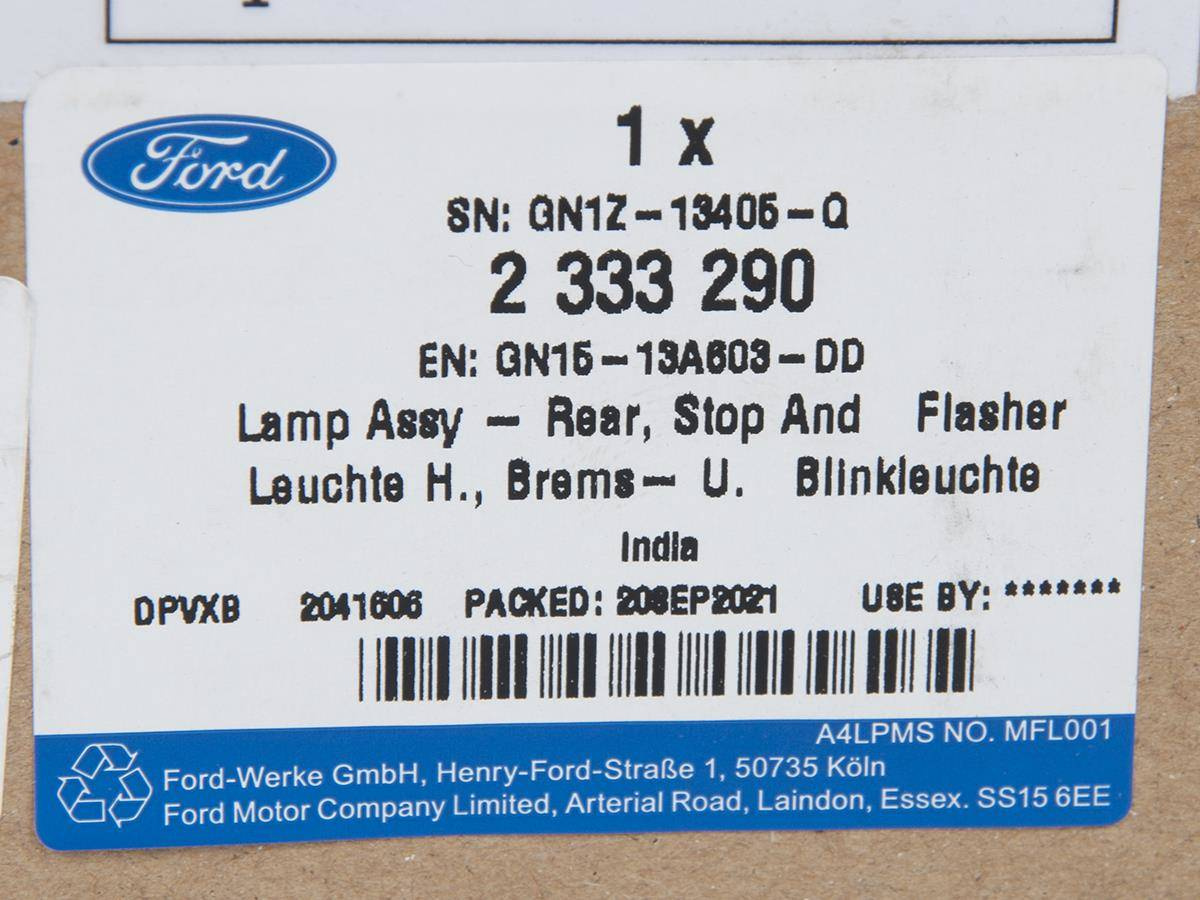 Ford
1 x
SN: GN1Z-13405-Q
2 333 290
EN: GN15-13A603-DD
Lamp Assy - Rear, Stop And Flasher
Leuchte H., Brems- U. Blinkleuchte
India
DPVXB 2041606 PACKED: 20SEP2021 USE BY: *******
A4LPMS NO. MFL001
Ford-Werke GmbH, Henry-Ford-Straße 1, 50735 Köln
Ford Motor Company Limited, Arterial Road, Laindon, Essex. SS15 6EE